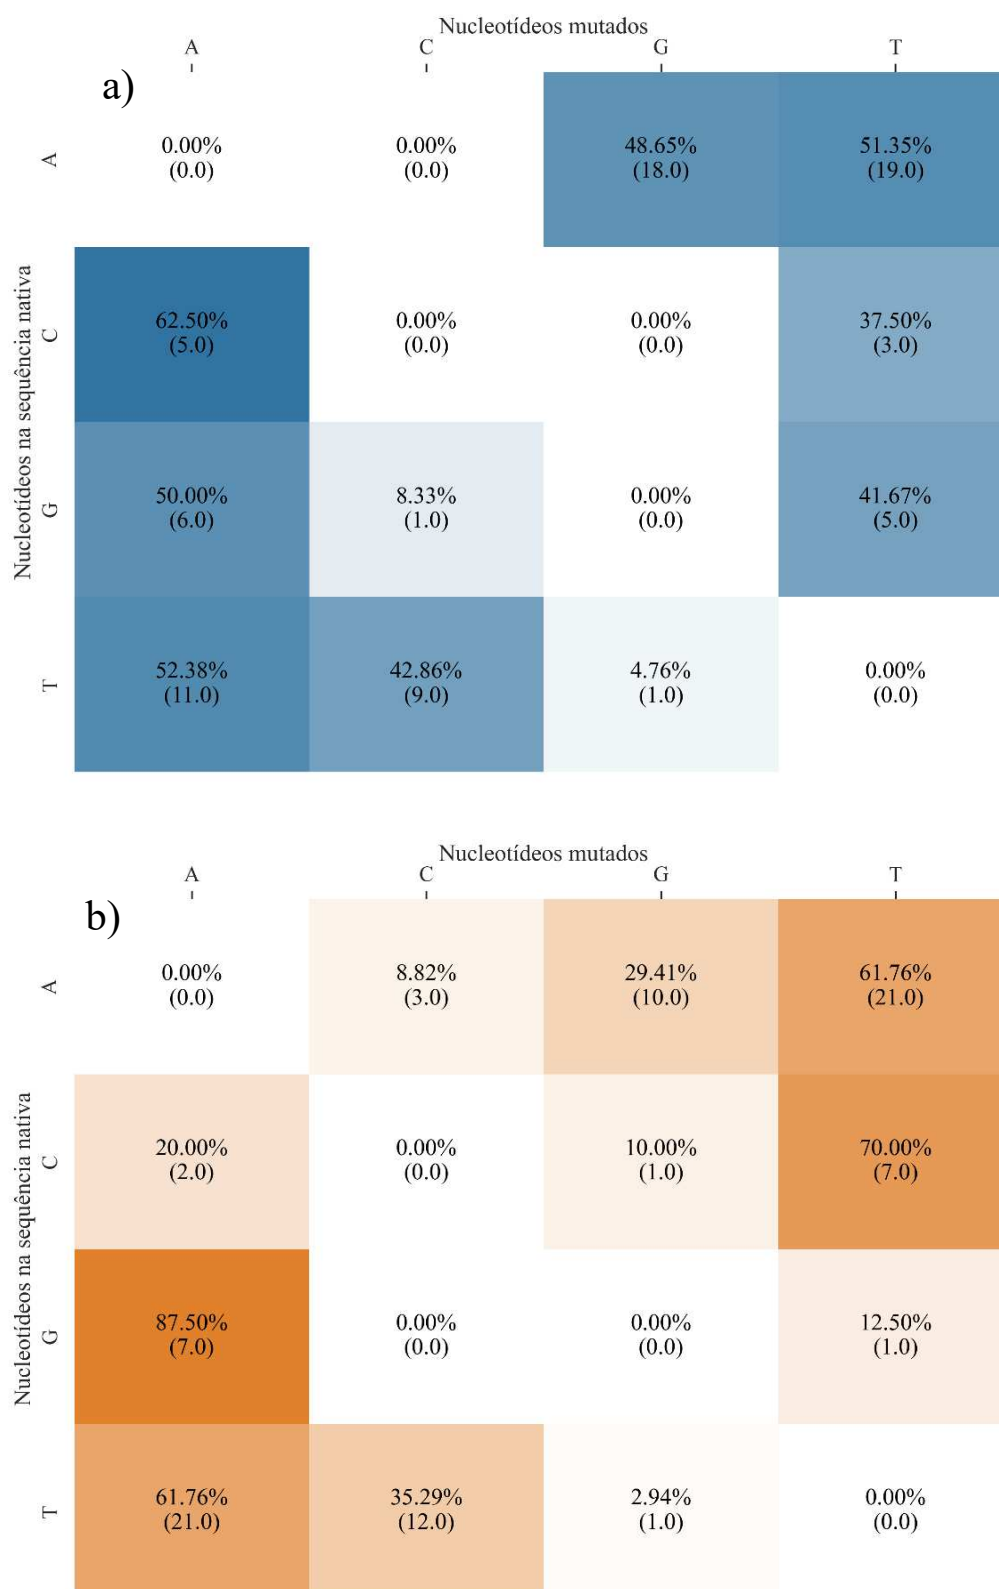 Nucleotídeos mutados
A C G T
a)
A
0.00% 0.00% 48.65% 51.35%
(0.0) (0.0) (18.0) (19.0)
Nucleotídeos na sequência nativa
C
62.50% 0.00% 0.00% 37.50%
(5.0) (0.0) (0.0) (3.0)
G
50.00% 8.33% 0.00% 41.67%
(6.0) (1.0) (0.0) (5.0)
T
52.38% 42.86% 4.76% 0.00%
(11.0) (9.0) (1.0) (0.0)
Nucleotídeos mutados
A C G T
b)
A
0.00% 8.82% 29.41% 61.76%
(0.0) (3.0) (10.0) (21.0)
Nucleotídeos na sequência nativa
C
20.00% 0.00% 10.00% 70.00%
(2.0) (0.0) (1.0) (7.0)
G
87.50% 0.00% 0.00% 12.50%
(7.0) (0.0) (0.0) (1.0)
T
61.76% 35.29% 2.94% 0.00%
(21.0) (12.0) (1.0) (0.0)